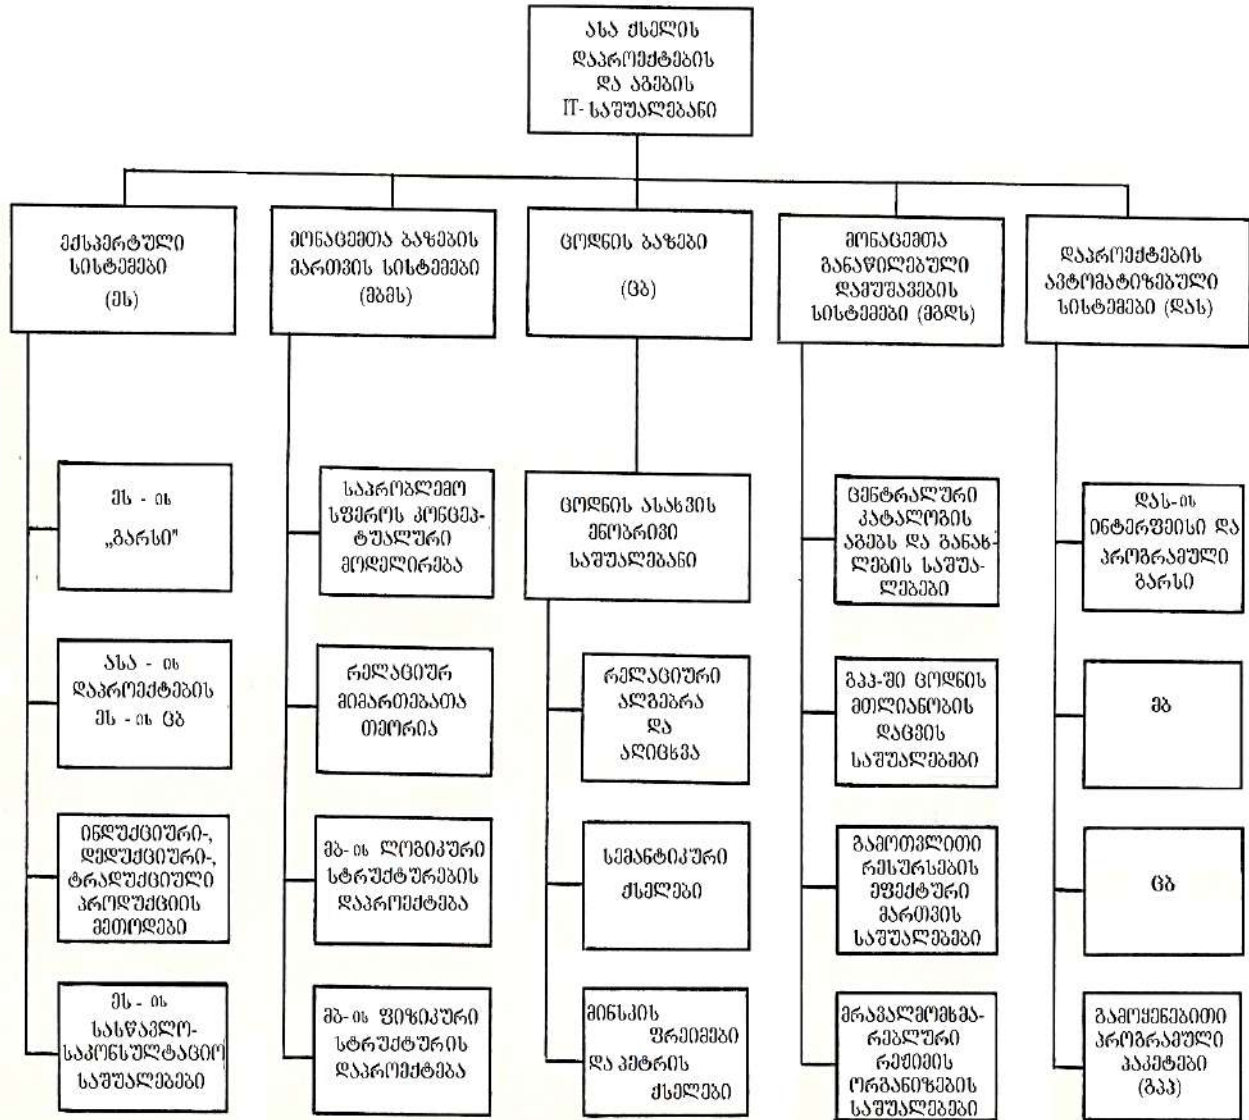 ასა ქსელის
დაპროექტების
და აგების
IT- საშუალებანი
ექსპერტული
სისტემები
(ეს)
მონაცემთა ბაზების
მართვის სისტემები
(მბმს)
ცოდნის ბაზები
(ცბ)
მონაცემთა
განაწილებული
დამუშავების
სისტემები (მგდს)
დაპროექტების
ავტომატიზებული
სისტემები (დას)
ეს - ის
„გარსი"
ასა - ის
დაპროექტების
ეს - ის ცბ
ინდუქციური-,
დედუქციური-,
ტრადუქციული
პროდუქციის
მეთოდები
ეს - ის
სასწავლო-
საკონსულტაციო
საშუალებები
საპრობლემო
სფეროს კონცეპ-
ტუალური
მოდელირება
რელაციურ
მიმართებათა
თეორია
მბ- ის ლოგიკური
სტრუქტურების
დაპროექტება
მბ- ის ფიზიკური
სტრუქტურის
დაპროექტება
ცოდნის ასახვის
ენობრივი
საშუალებანი
რელაციური
ალგებრა
და
აღიცხვა
სემანტიკური
ქსელები
მინსკის
ფრეიმები
და პეტრის
ქსელები
ცენტრალური
კატალოგის
აგებს და განახ-
ლების საშუა-
ლებები
გპპ-ში ცოდნის
მთლიანობის
დაცვის
საშუალებები
გამოთვლითი
რესურსების
ეფექტური
მართვის
საშუალებები
მრავალმომხმა-
რებლური
რეჟიმის
ორგანიზების
საშუალებები
დას-ის
ინტერფეისი და
პროგრამული
გარსი
მბ
ცბ
გამოყენებითი
პროგრამული
პაკეტები
(გპპ)